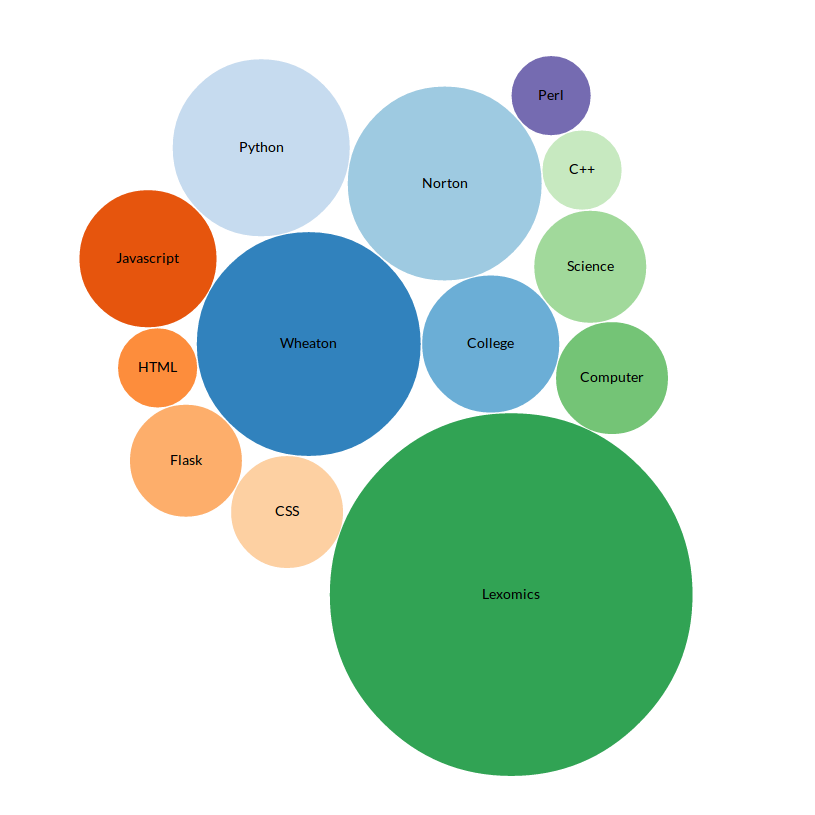 Perl
Python
C++
Norton
Javascript
Science
Wheaton
College
HTML
Computer
Flask
CSS
Lexomics